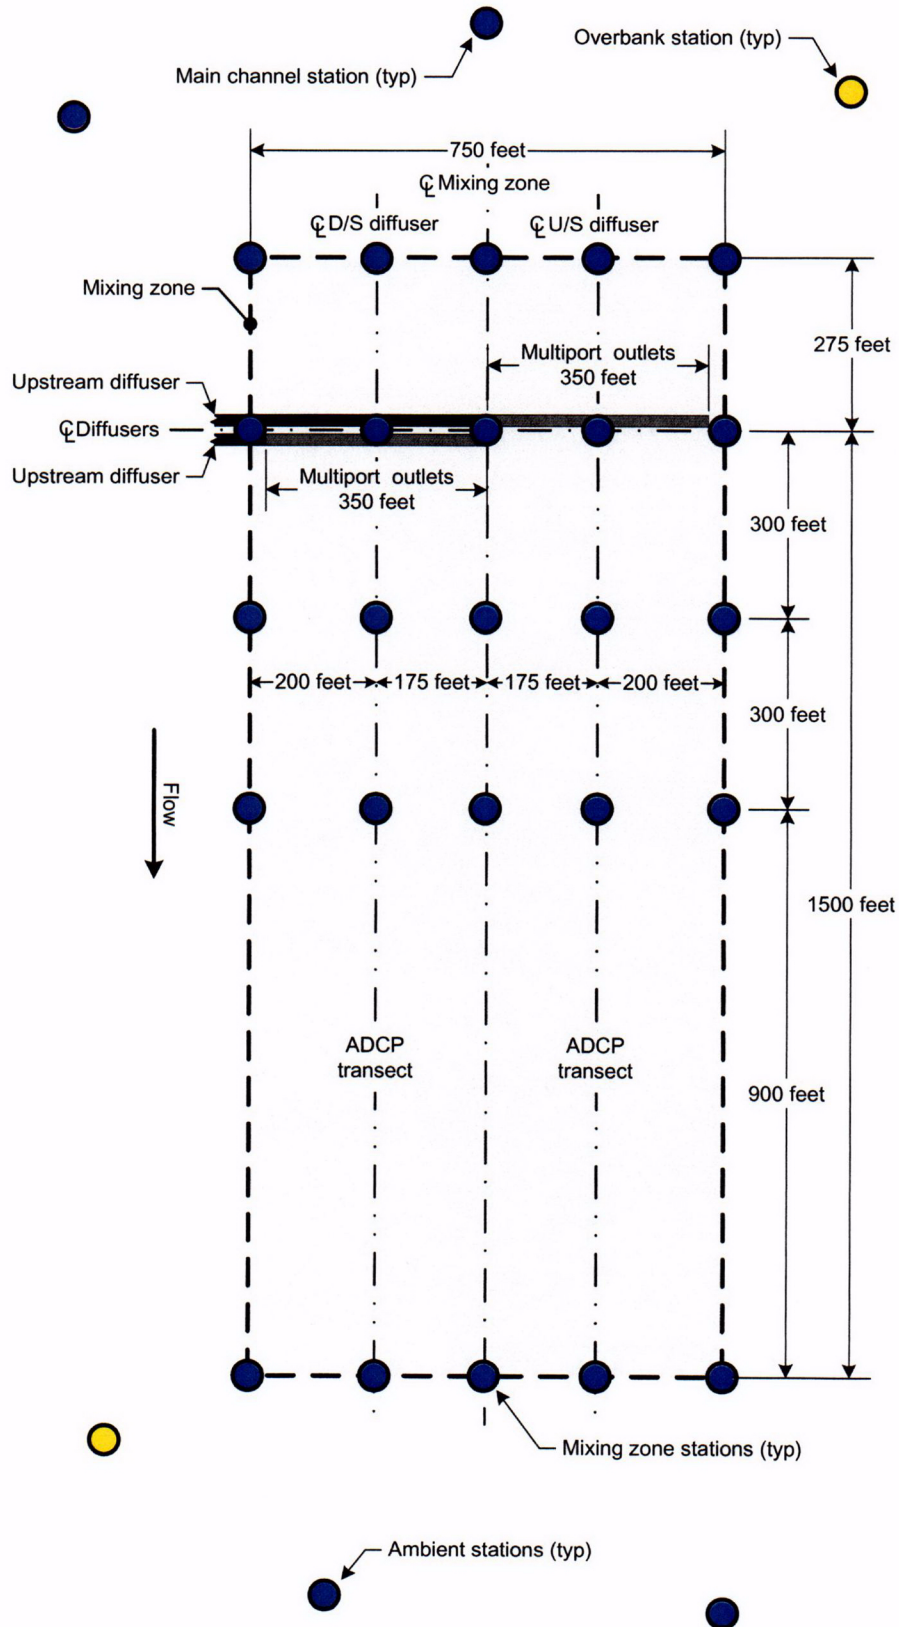 Overbank station (typ)
Main channel station (typ)
750 feet
℄ Mixing zone
℄ D/S diffuser
℄ U/S diffuser
Mixing zone
275 feet
Multiport outlets
350 feet
Upstream diffuser
℄ Diffusers
Upstream diffuser
Multiport outlets
350 feet
300 feet
200 feet
175 feet
175 feet
200 feet
300 feet
Flow
1500 feet
ADCP
transect
ADCP
transect
900 feet
Mixing zone stations (typ)
Ambient stations (typ)